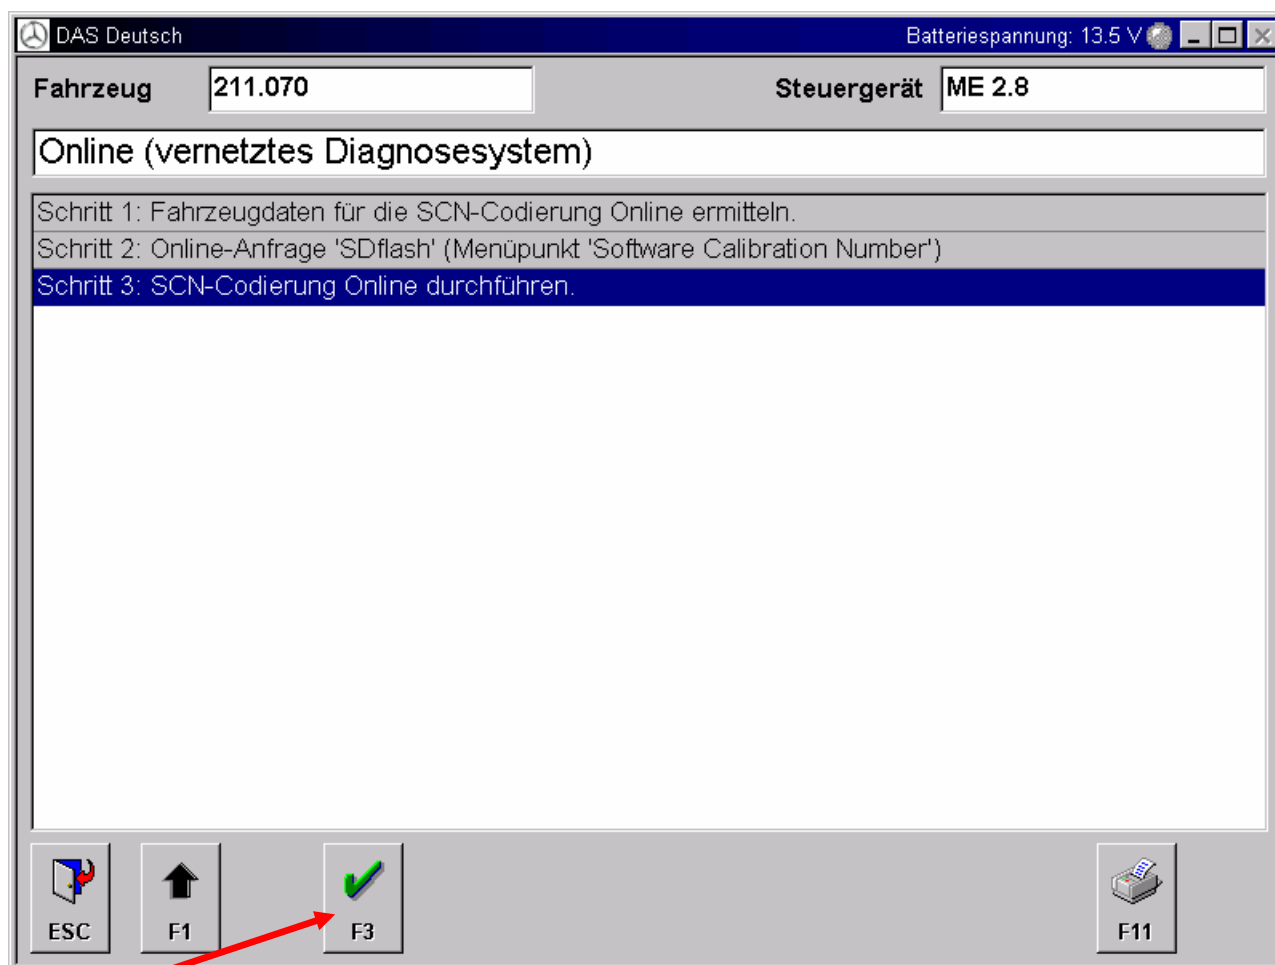 DAS Deutsch
Batteriespannung: 13.5 V
Fahrzeug 211.070 Steuergerät ME 2.8
Online (vernetztes Diagnosesystem)
Schritt 1: Fahrzeugdaten für die SCN-Codierung Online ermitteln.
Schritt 2: Online-Anfrage 'SDflash' (Menüpunkt 'Software Calibration Number')
Schritt 3: SCN-Codierung Online durchführen.
ESC F1 F3 F11